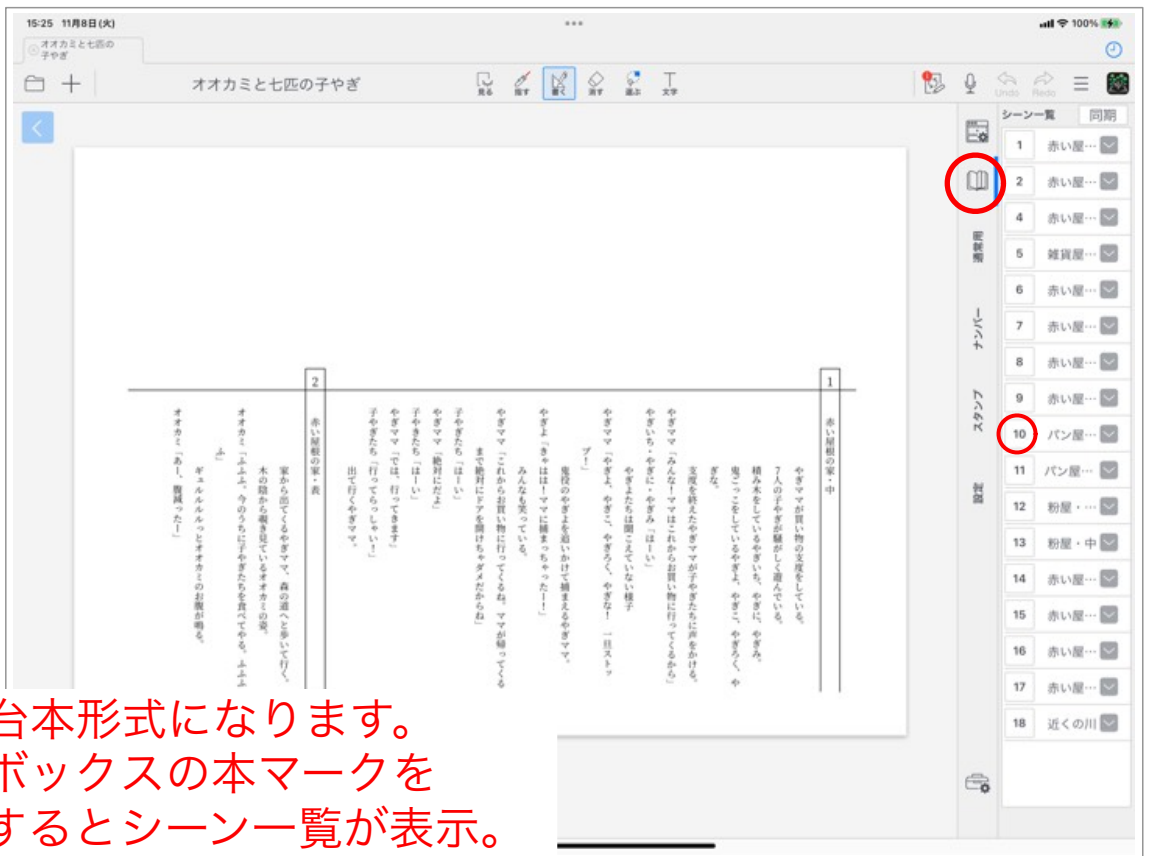 15:25 11月8日(火)
100%
オオカミと七匹の
子やぎ
オオカミと七匹の子やぎ
見る
指す
書く
消す
選ぶ
文字
Undo
Redo
シーン一覧
同期
1 赤い屋…
2 赤い屋…
4 赤い屋…
5 雑貨屋…
6 赤い屋…
7 赤い屋…
8 赤い屋…
9 赤い屋…
10 パン屋…
11 パン屋…
12 粉屋・…
13 粉屋・中
14 赤い屋…
15 赤い屋…
16 赤い屋…
17 赤い屋…
18 近くの川
通常用
ナンバー
スタンプ
設定
1
赤い屋根の家・中
やぎママが買い物の支度をしている。
7人の子やぎが騒がしく遊んでいる。
積み木をしているやぎいち、やぎに、やぎみ。
鬼ごっこをしているやぎよ、やぎご、やぎろく、や
ぎな。
支度を終えたやぎママが子やぎたちに声をかける。
やぎママ「みんな!ママはこれからお買い物に行ってくるから」
やぎいち・やぎに・やぎみ「はーい」
やぎよたちは聞こえていない様子
やぎママ「やぎよ、やぎご、やぎろく、やぎな! 一旦ストッ
プ!」
鬼役のやぎよを追いかけて捕まえるやぎママ。
やぎよ「きゃはは!ママに捕まっちゃったー!」
みんなも笑っている。
やぎママ「これからお買い物に行ってくるね。ママが帰ってくる
まで絶対にドアを開けちゃダメだからね」
子やぎたち「はーい」
やぎママ「絶対にだよ」
子やきたち「はーい」
やぎママ「では、行ってきます」
子やぎたち「行ってらっしゃい!」
出て行くやぎママ。
2
赤い屋根の家・表
家から出てくるやぎママ、森の道へと歩いて行く。
木の陰から覗き見ているオオカミの姿。
オオカミ「ふふふ、今のうちに子やぎたちを食べてやる。ふふふ
ふ」
ギュルルルルっとオオカミのお腹が鳴る。
オオカミ「あー、腹減ったー」
台本形式になります。
ボックスの本マークを
するとシーン一覧が表示。